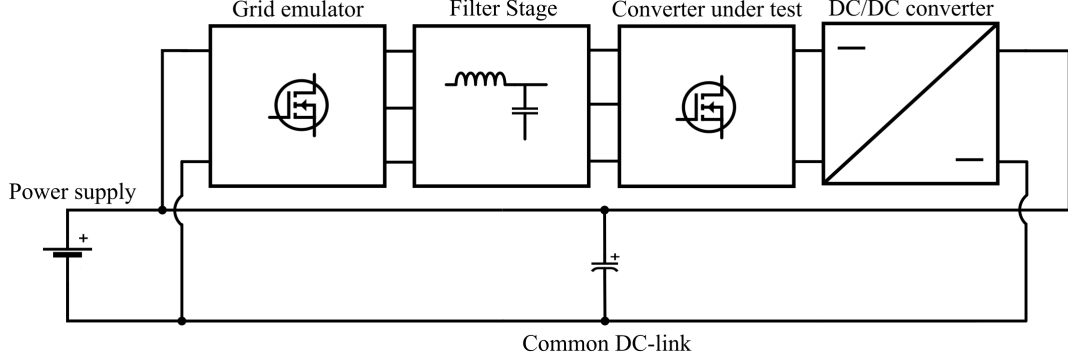 Grid emulator
Filter Stage
Converter under test
DC/DC converter
Power supply
+
+
Common DC-link